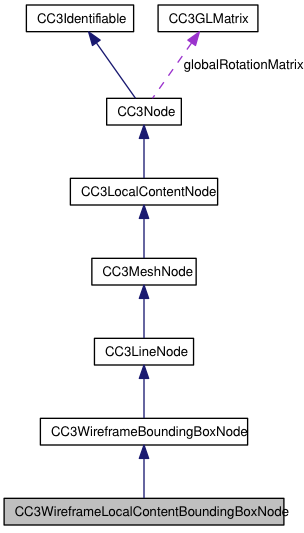 CC3Identifiable
CC3GLMatrix
globalRotationMatrix
CC3Node
CC3LocalContentNode
CC3MeshNode
CC3LineNode
CC3WireframeBoundingBoxNode
CC3WireframeLocalContentBoundingBoxNode